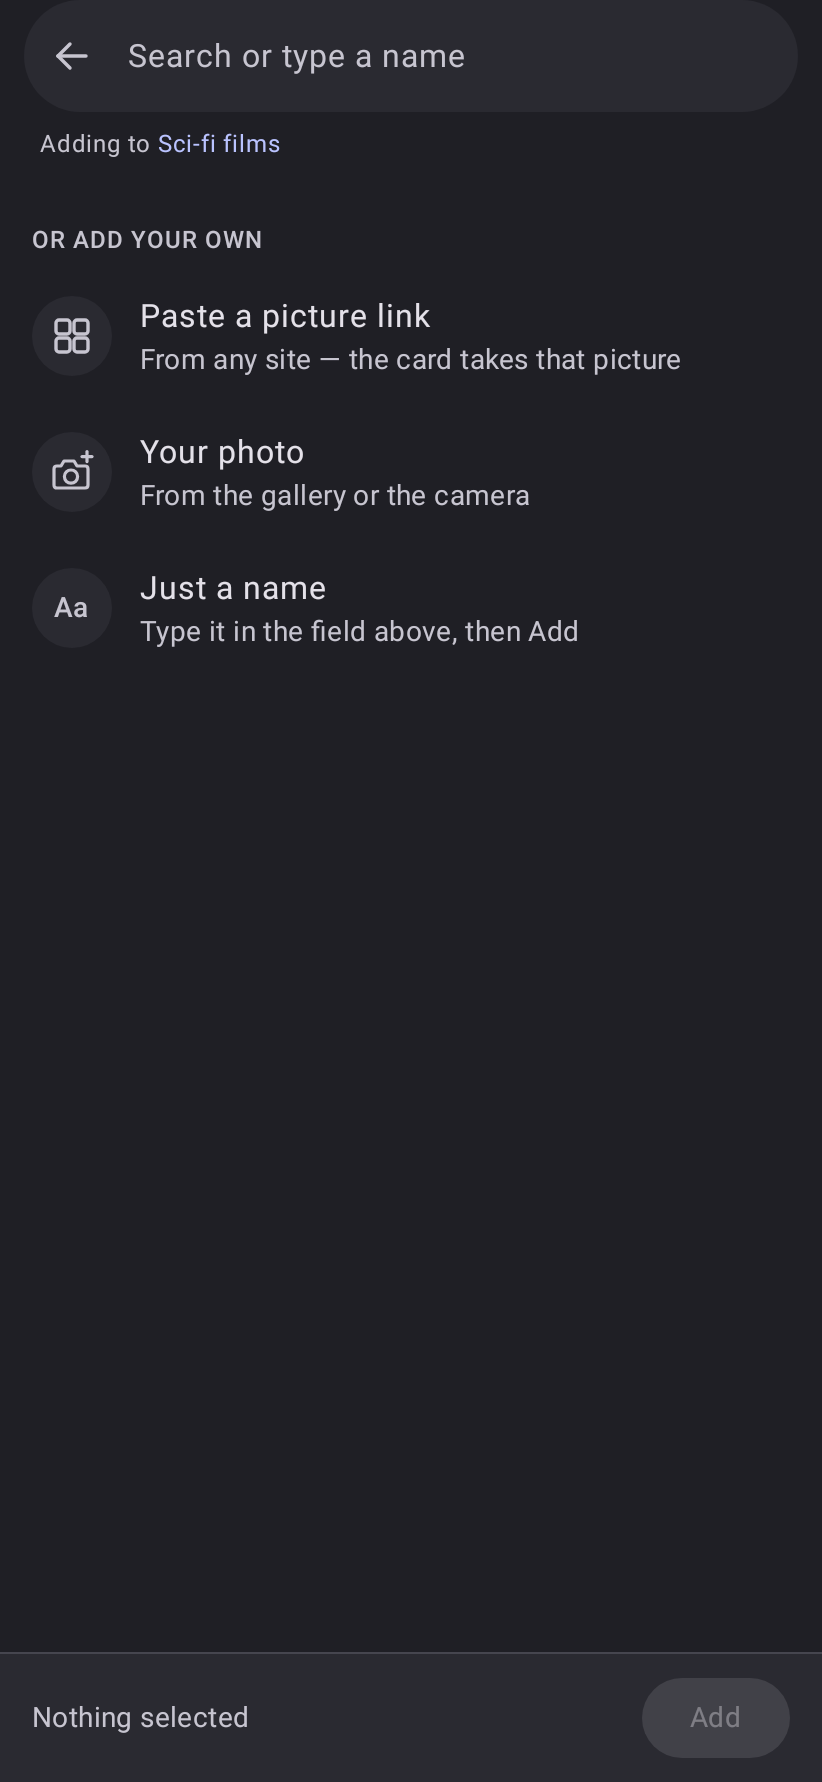 Search or type a name
Adding to Sci-fi films
OR ADD YOUR OWN
Paste a picture link
From any site — the card takes that picture
Your photo
From the gallery or the camera
Aa
Just a name
Type it in the field above, then Add
Nothing selected
Add